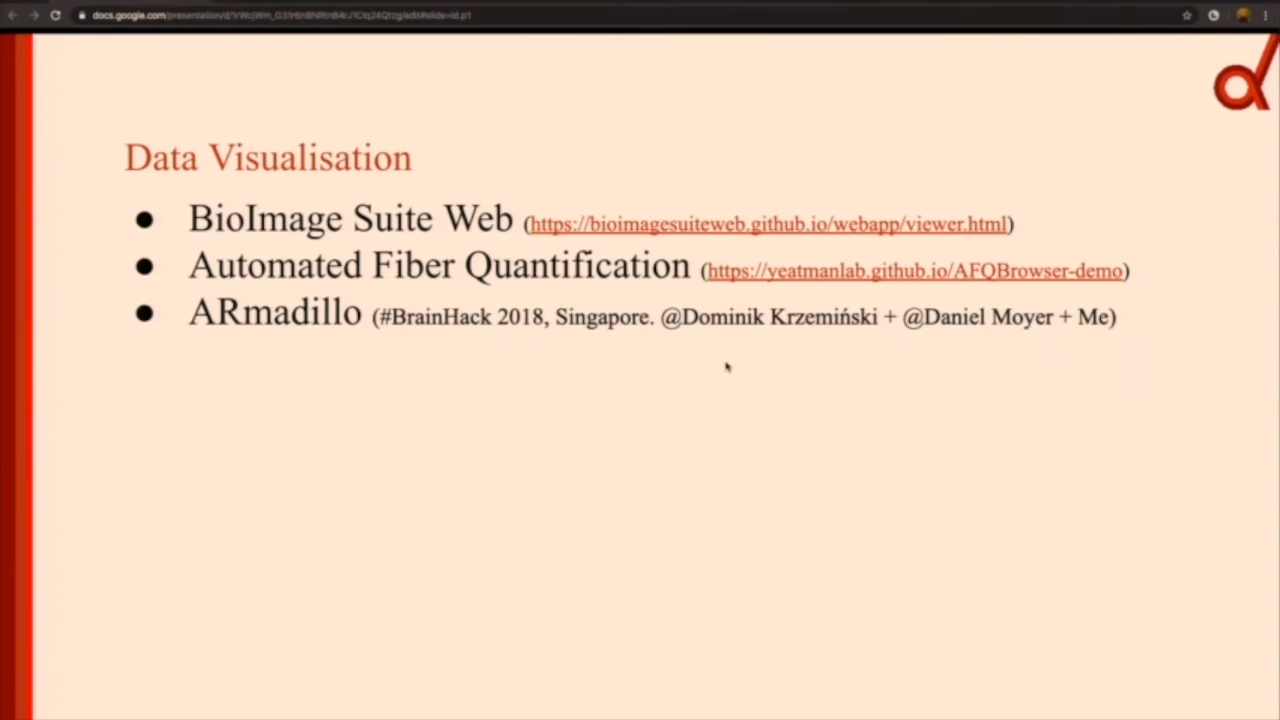 Data Visualisation
● BioImage Suite Web (https://bioimagesuiteweb.github.io/webapp/viewer.html)
● Automated Fiber Quantification (https://yeatmanlab.github.io/AFQBrowser-demo)
● ARmadillo (#BrainHack 2018, Singapore. @Dominik Krzemiński + @Daniel Moyer + Me)